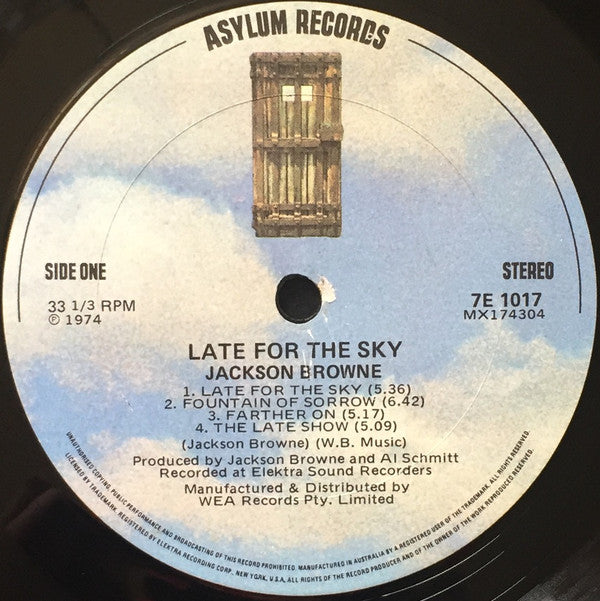 ASYLUM RECORDS
SIDE ONE
STEREO
33 1/3 RPM
℗ 1974
7E 1017
MX174304
LATE FOR THE SKY
JACKSON BROWNE
1. LATE FOR THE SKY (5.36)
2. FOUNTAIN OF SORROW (6.42)
3. FARTHER ON (5.17)
4. THE LATE SHOW (5.09)
(Jackson Browne) (W.B. Music)
Produced by Jackson Browne and Al Schmitt
Recorded at Elektra Sound Recorders
Manufactured & Distributed by
WEA Records Pty. Limited
UNAUTHORISED COPYING, PUBLIC PERFORMANCE AND BROADCASTING OF THIS RECORD PROHIBITED. MANUFACTURED IN AUSTRALIA BY A REGISTERED USER OF THE TRADEMARK. ALL RIGHTS RESERVED.
LICENSED BY TRADEMARK. REGISTERED BY ELEKTRA RECORDING CORP. NEW YORK, U.S.A. ALL RIGHTS OF THE RECORD PRODUCER AND OF THE OWNER OF THE WORK REPRODUCED RESERVED.